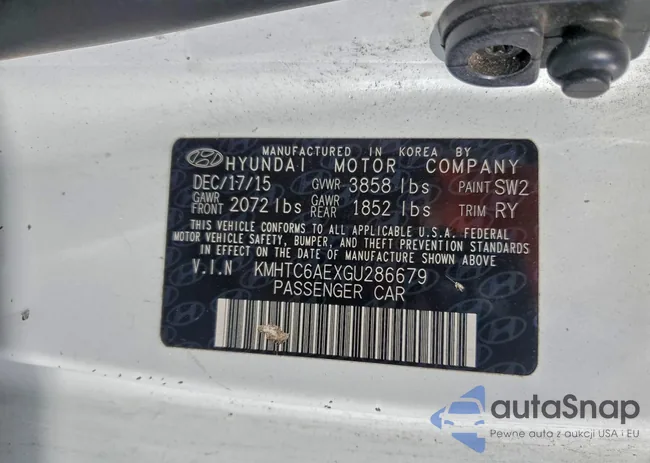 MANUFACTURED IN KOREA BY
HYUNDAI MOTOR COMPANY
DEC/17/15 GVWR 3858 lbs PAINT SW2
GAWR FRONT 2072 lbs GAWR REAR 1852 lbs TRIM RY
THIS VEHICLE CONFORMS TO ALL APPLICABLE U.S.A. FEDERAL
MOTOR VEHICLE SAFETY, BUMPER, AND THEFT PREVENTION STANDARDS
IN EFFECT ON THE DATE OF MANUFACTURE SHOWN ABOVE
V.I.N KMHTC6AEXGU286679
PASSENGER CAR
autaSnap
Pewne auta z aukcji USA i EU